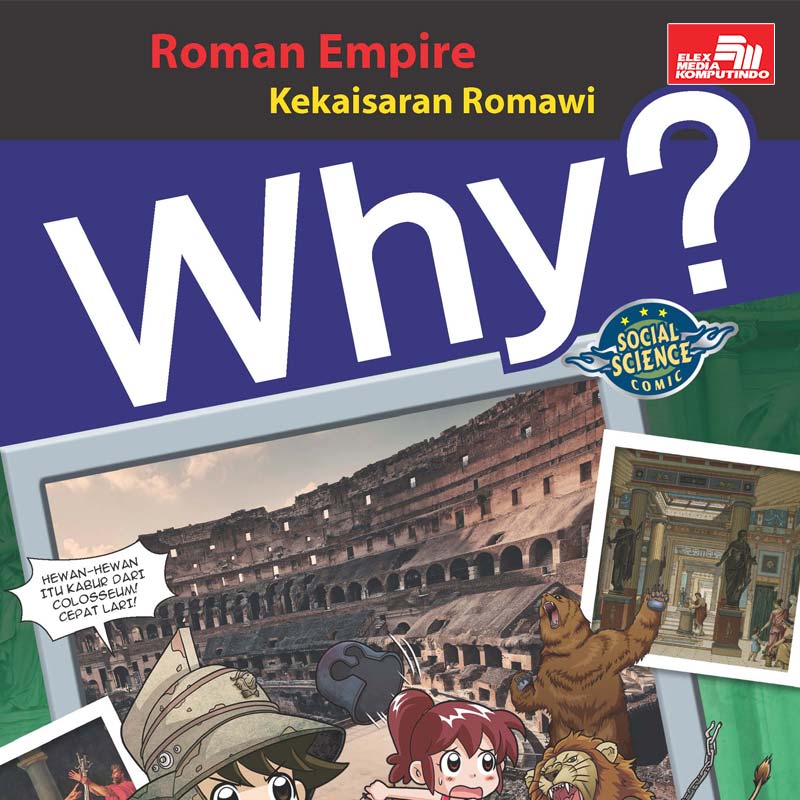 Roman Empire
Kekaisaran Romawi
ELEX
MEDIA
KOMPUTINDO
Why?
SOCIAL
SCIENCE
COMIC
HEWAN-HEWAN
ITU KABUR DARI
COLOSSEUM!
CEPAT LARI!